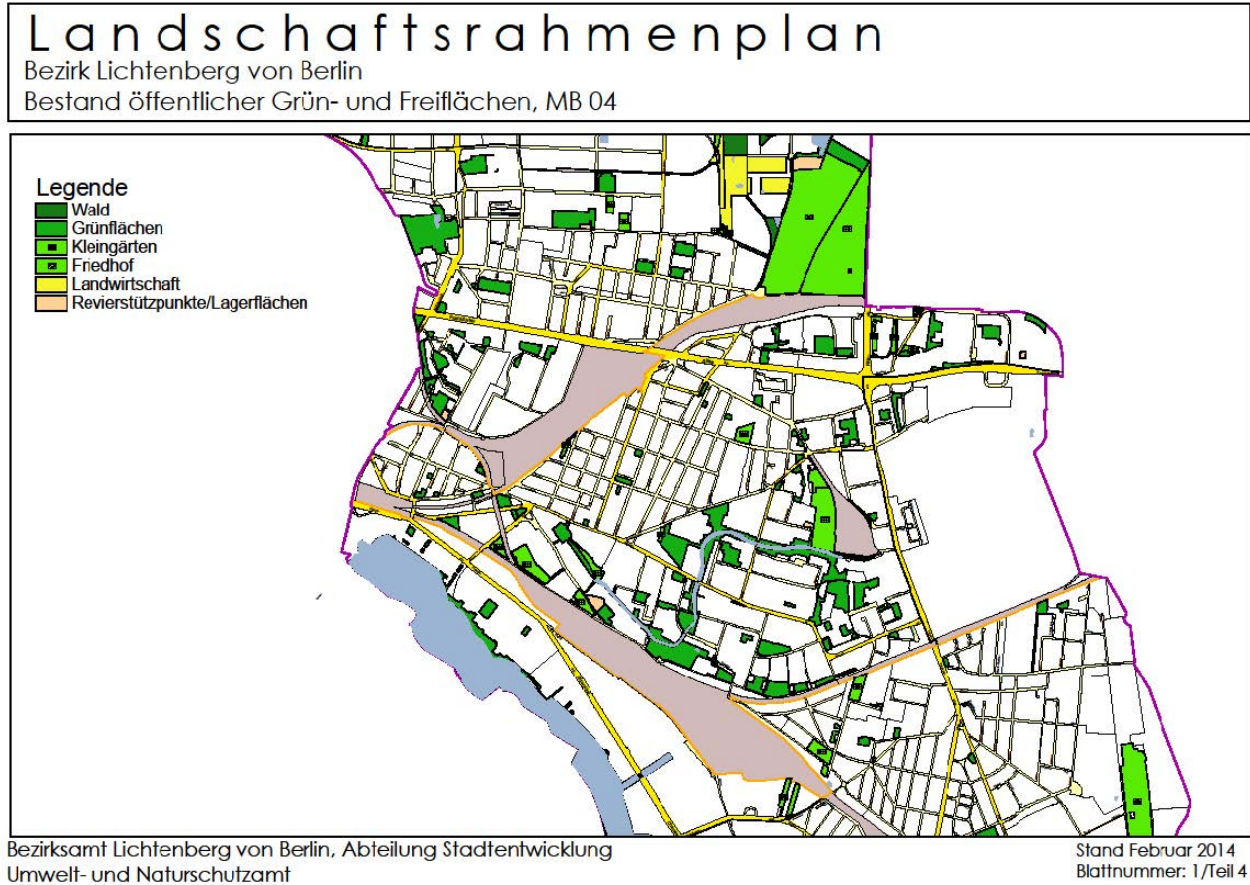 Landschaftsrahmenplan
Bezirk Lichtenberg von Berlin
Bestand öffentlicher Grün- und Freiflächen, MB 04
Legende
Wald
Grünflächen
Kleingärten
Friedhof
Landwirtschaft
Revierstützpunkte/Lagerflächen
Bezirksamt Lichtenberg von Berlin, Abteilung Stadtentwicklung
Umwelt- und Naturschutzamt
Stand Februar 2014
Blattnummer: 1/Teil 4